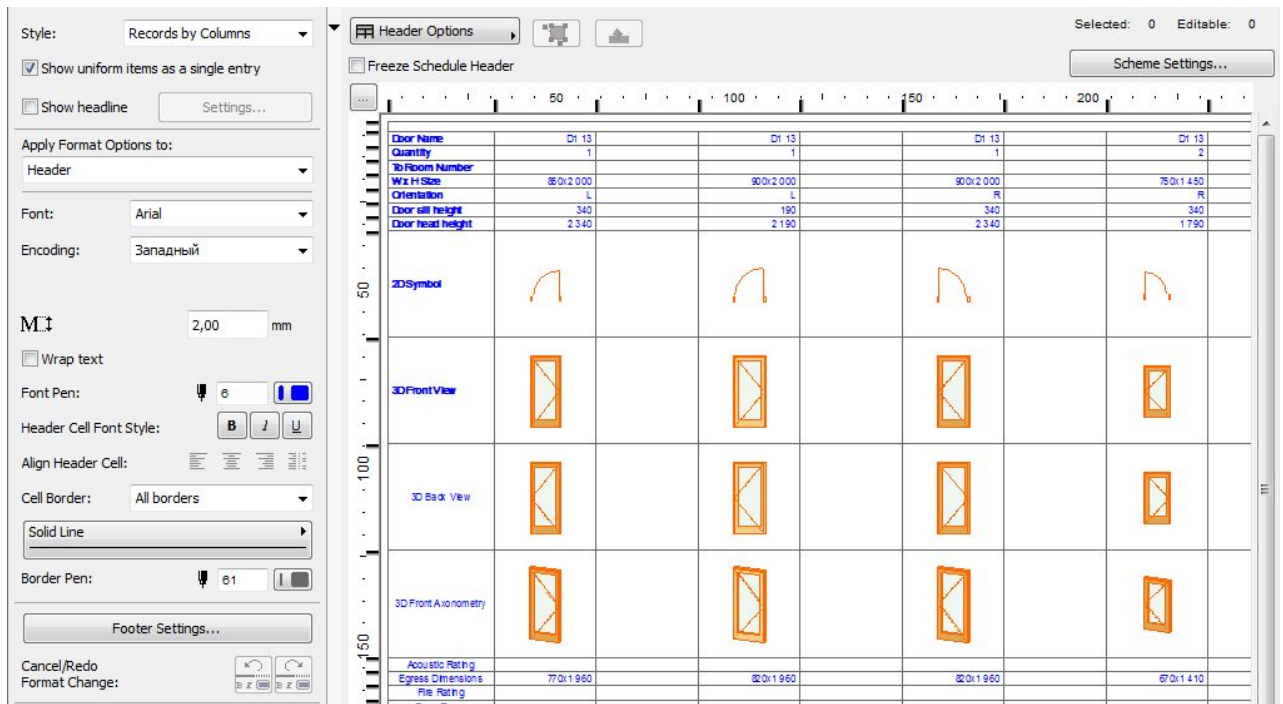 Style: Records by Columns
Show uniform items as a single entry
Show headline Settings...
Apply Format Options to:
Header
Font: Arial
Encoding: Западный
M 2,00 mm
Wrap text
Font Pen: 6
Header Cell Font Style: B I U
Align Header Cell:
Cell Border: All borders
Solid Line
Border Pen: 61
Footer Settings...
Cancel/Redo
Format Change: B I B I
Header Options
Selected: 0 Editable: 0
Freeze Schedule Header
Scheme Settings...
... 50 100 150 200
Door Name D1 13 D1 13 D1 13 D1 13
Quantity 1 1 1 2
To Room Number
W x H Size 850x2 000 900x2 000 900x2 000 750x1 450
Orientation L L R R
Door sill height 340 190 340 340
Door head height 2 340 2 190 2 340 1 790
50
2D Symbol
3D Front View
100
3D Back View
3D Front Axonometry
150
Acoustic Rating
Egress Dimensions 770x1 960 820x1 960 820x1 960 670x1 410
Fire Rating